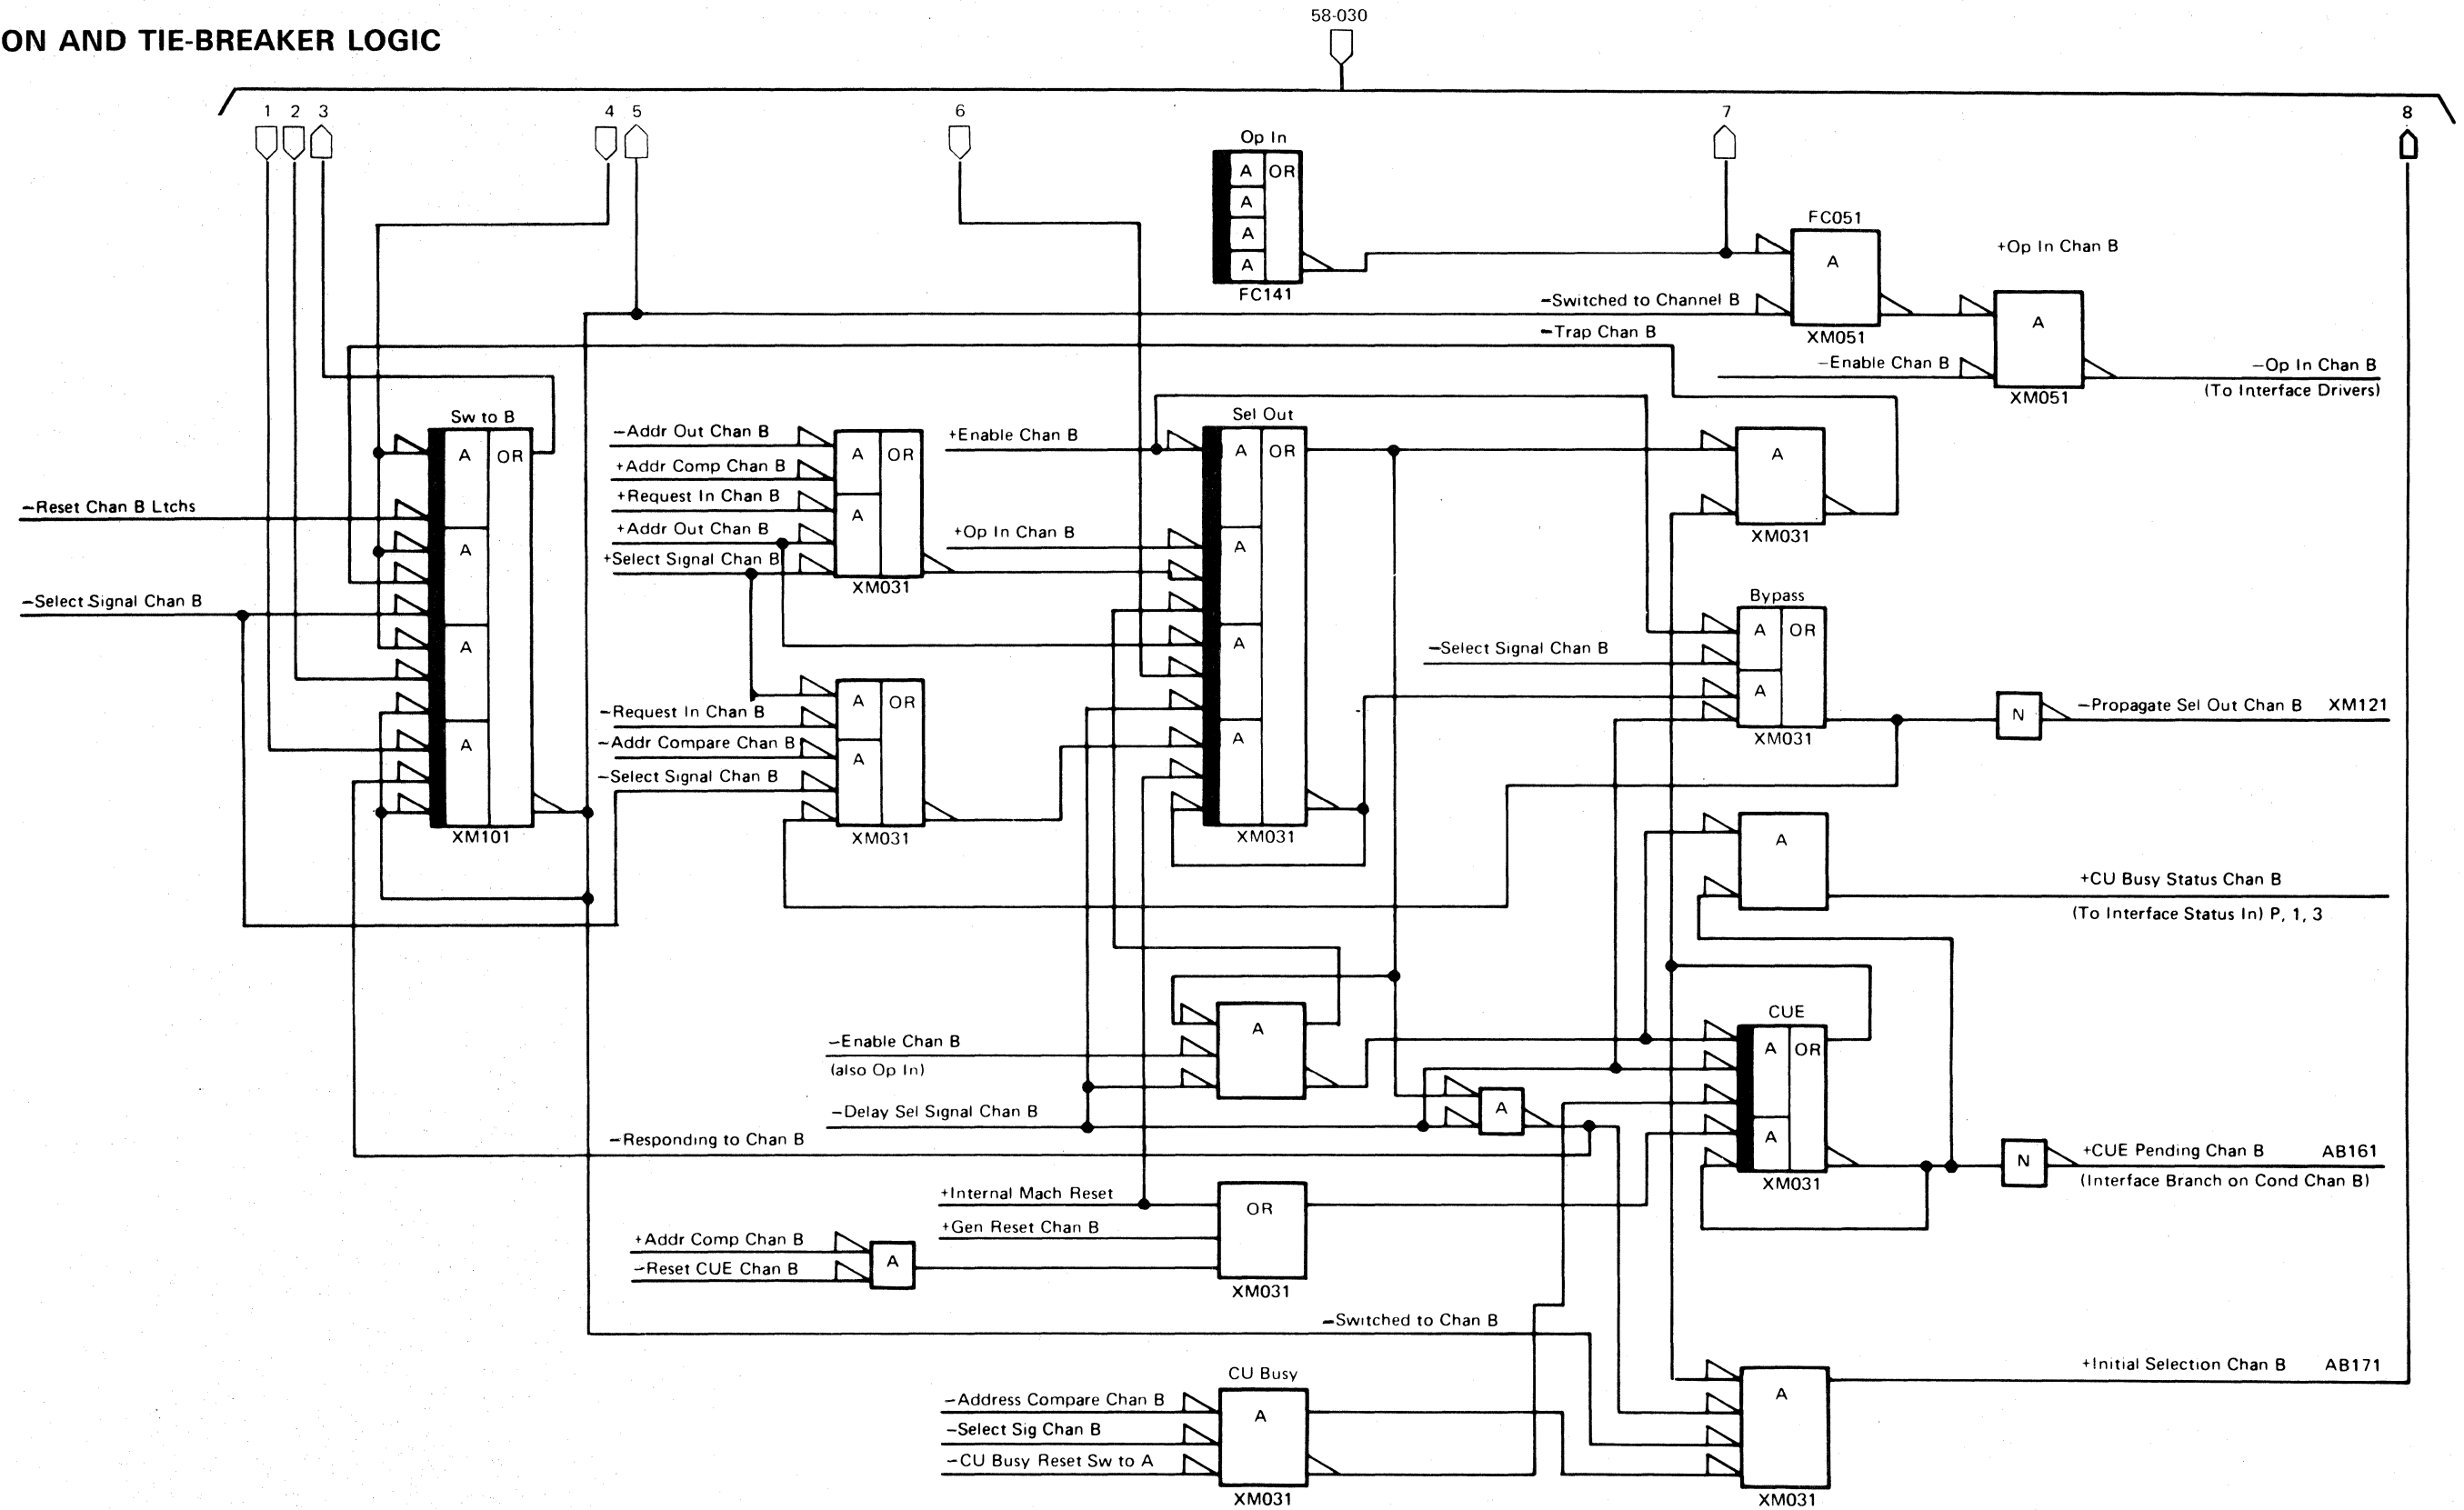 58-030
ON AND TIE-BREAKER LOGIC
1 2 3 4 5 6 7 8
Op In
A OR
A
A
A
FC141
FC051
A
XM051
+Op In Chan B
−Switched to Channel B
−Trap Chan B
−Enable Chan B
A
XM051
−Op In Chan B
(To Interface Drivers)
Sw to B
A OR
A
A
A
XM101
−Reset Chan B Ltchs
−Select Signal Chan B
−Addr Out Chan B
+Addr Comp Chan B
+Request In Chan B
+Addr Out Chan B
+Select Signal Chan B
A OR
A
XM031
+Enable Chan B
+Op In Chan B
Sel Out
A OR
A
A
A
XM031
A
XM031
−Request In Chan B
−Addr Compare Chan B
−Select Signal Chan B
A OR
A
XM031
Bypass
−Select Signal Chan B
A OR
A
XM031
N
−Propagate Sel Out Chan B XM121
A
+CU Busy Status Chan B
(To Interface Status In) P, 1, 3
−Enable Chan B
(also Op In)
A
−Delay Sel Signal Chan B
−Responding to Chan B
A
CUE
A OR
A
XM031
N
+CUE Pending Chan B AB161
(Interface Branch on Cond Chan B)
+Internal Mach Reset
+Gen Reset Chan B
OR
XM031
+Addr Comp Chan B
−Reset CUE Chan B
A
−Switched to Chan B
CU Busy
−Address Compare Chan B
−Select Sig Chan B
−CU Busy Reset Sw to A
A
XM031
A
XM031
+Initial Selection Chan B AB171